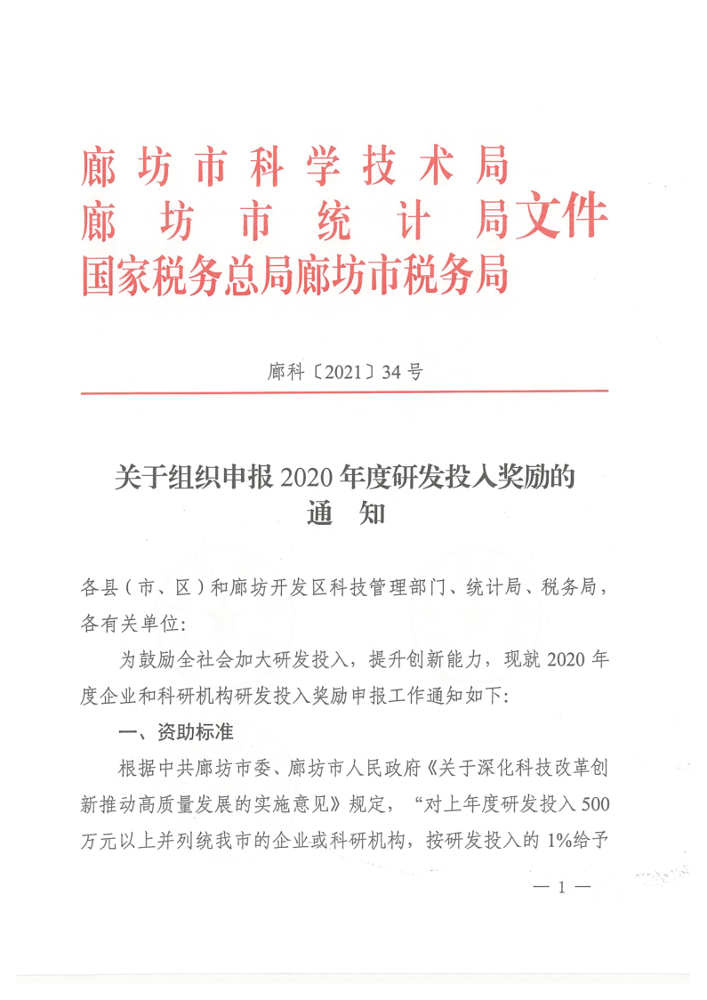 廊坊市科学技术局
廊坊市统计局文件
国家税务总局廊坊市税务局
廊科〔2021〕34 号
关于组织申报 2020 年度研发投入奖励的
通 知
各县（市、区）和廊坊开发区科技管理部门、统计局、税务局，
各有关单位：
为鼓励全社会加大研发投入，提升创新能力，现就 2020 年
度企业和科研机构研发投入奖励申报工作通知如下：
一、资助标准
根据中共廊坊市委、廊坊市人民政府《关于深化科技改革创
新推动高质量发展的实施意见》规定，“对上年度研发投入 500
万元以上并列统我市的企业或科研机构，按研发投入的 1%给予
— 1 —